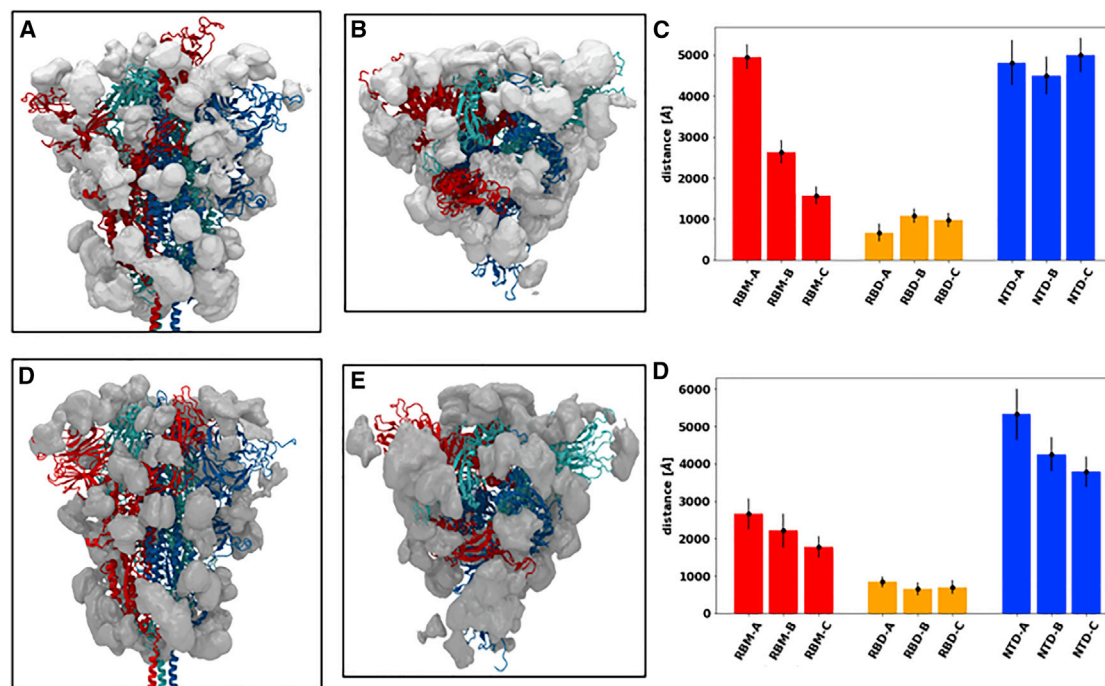 A
B
C
distance [Å]
5000
4000
3000
2000
1000
0
RBM-A
RBM-B
RBM-C
RBD-A
RBD-B
RBD-C
NTD-A
NTD-B
NTD-C
D
E
D
distance [Å]
6000
5000
4000
3000
2000
1000
0
RBM-A
RBM-B
RBM-C
RBD-A
RBD-B
RBD-C
NTD-A
NTD-B
NTD-C